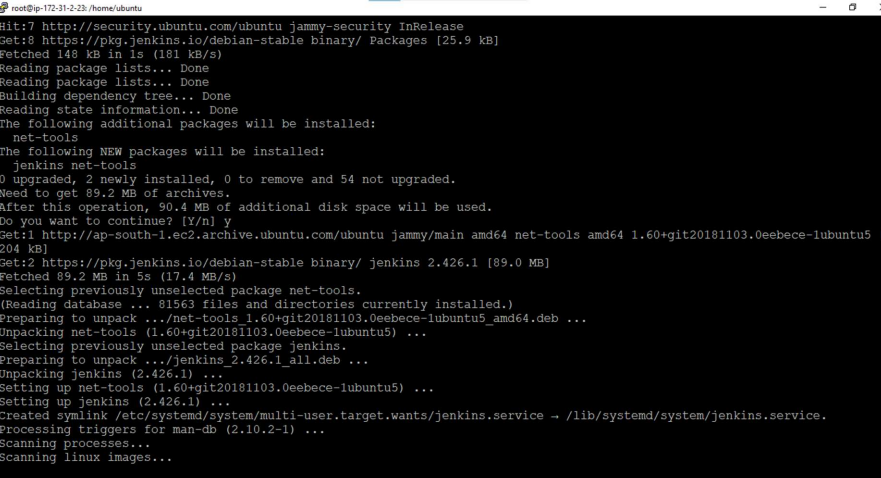 root@ip-172-31-2-23: /home/ubuntu
Hit:7 http://security.ubuntu.com/ubuntu jammy-security InRelease
Get:8 https://pkg.jenkins.io/debian-stable binary/ Packages [25.9 kB]
Fetched 148 kB in 1s (181 kB/s)
Reading package lists... Done
Reading package lists... Done
Building dependency tree... Done
Reading state information... Done
The following additional packages will be installed:
  net-tools
The following NEW packages will be installed:
  jenkins net-tools
0 upgraded, 2 newly installed, 0 to remove and 54 not upgraded.
Need to get 89.2 MB of archives.
After this operation, 90.4 MB of additional disk space will be used.
Do you want to continue? [Y/n] y
Get:1 http://ap-south-1.ec2.archive.ubuntu.com/ubuntu jammy/main amd64 net-tools amd64 1.60+git20181103.0eebece-1ubuntu5
204 kB]
Get:2 https://pkg.jenkins.io/debian-stable binary/ jenkins 2.426.1 [89.0 MB]
Fetched 89.2 MB in 5s (17.4 MB/s)
Selecting previously unselected package net-tools.
(Reading database ... 81563 files and directories currently installed.)
Preparing to unpack .../net-tools_1.60+git20181103.0eebece-1ubuntu5_amd64.deb ...
Unpacking net-tools (1.60+git20181103.0eebece-1ubuntu5) ...
Selecting previously unselected package jenkins.
Preparing to unpack .../jenkins_2.426.1_all.deb ...
Unpacking jenkins (2.426.1) ...
Setting up net-tools (1.60+git20181103.0eebece-1ubuntu5) ...
Setting up jenkins (2.426.1) ...
Created symlink /etc/systemd/system/multi-user.target.wants/jenkins.service → /lib/systemd/system/jenkins.service.
Processing triggers for man-db (2.10.2-1) ...
Scanning processes...
Scanning linux images...